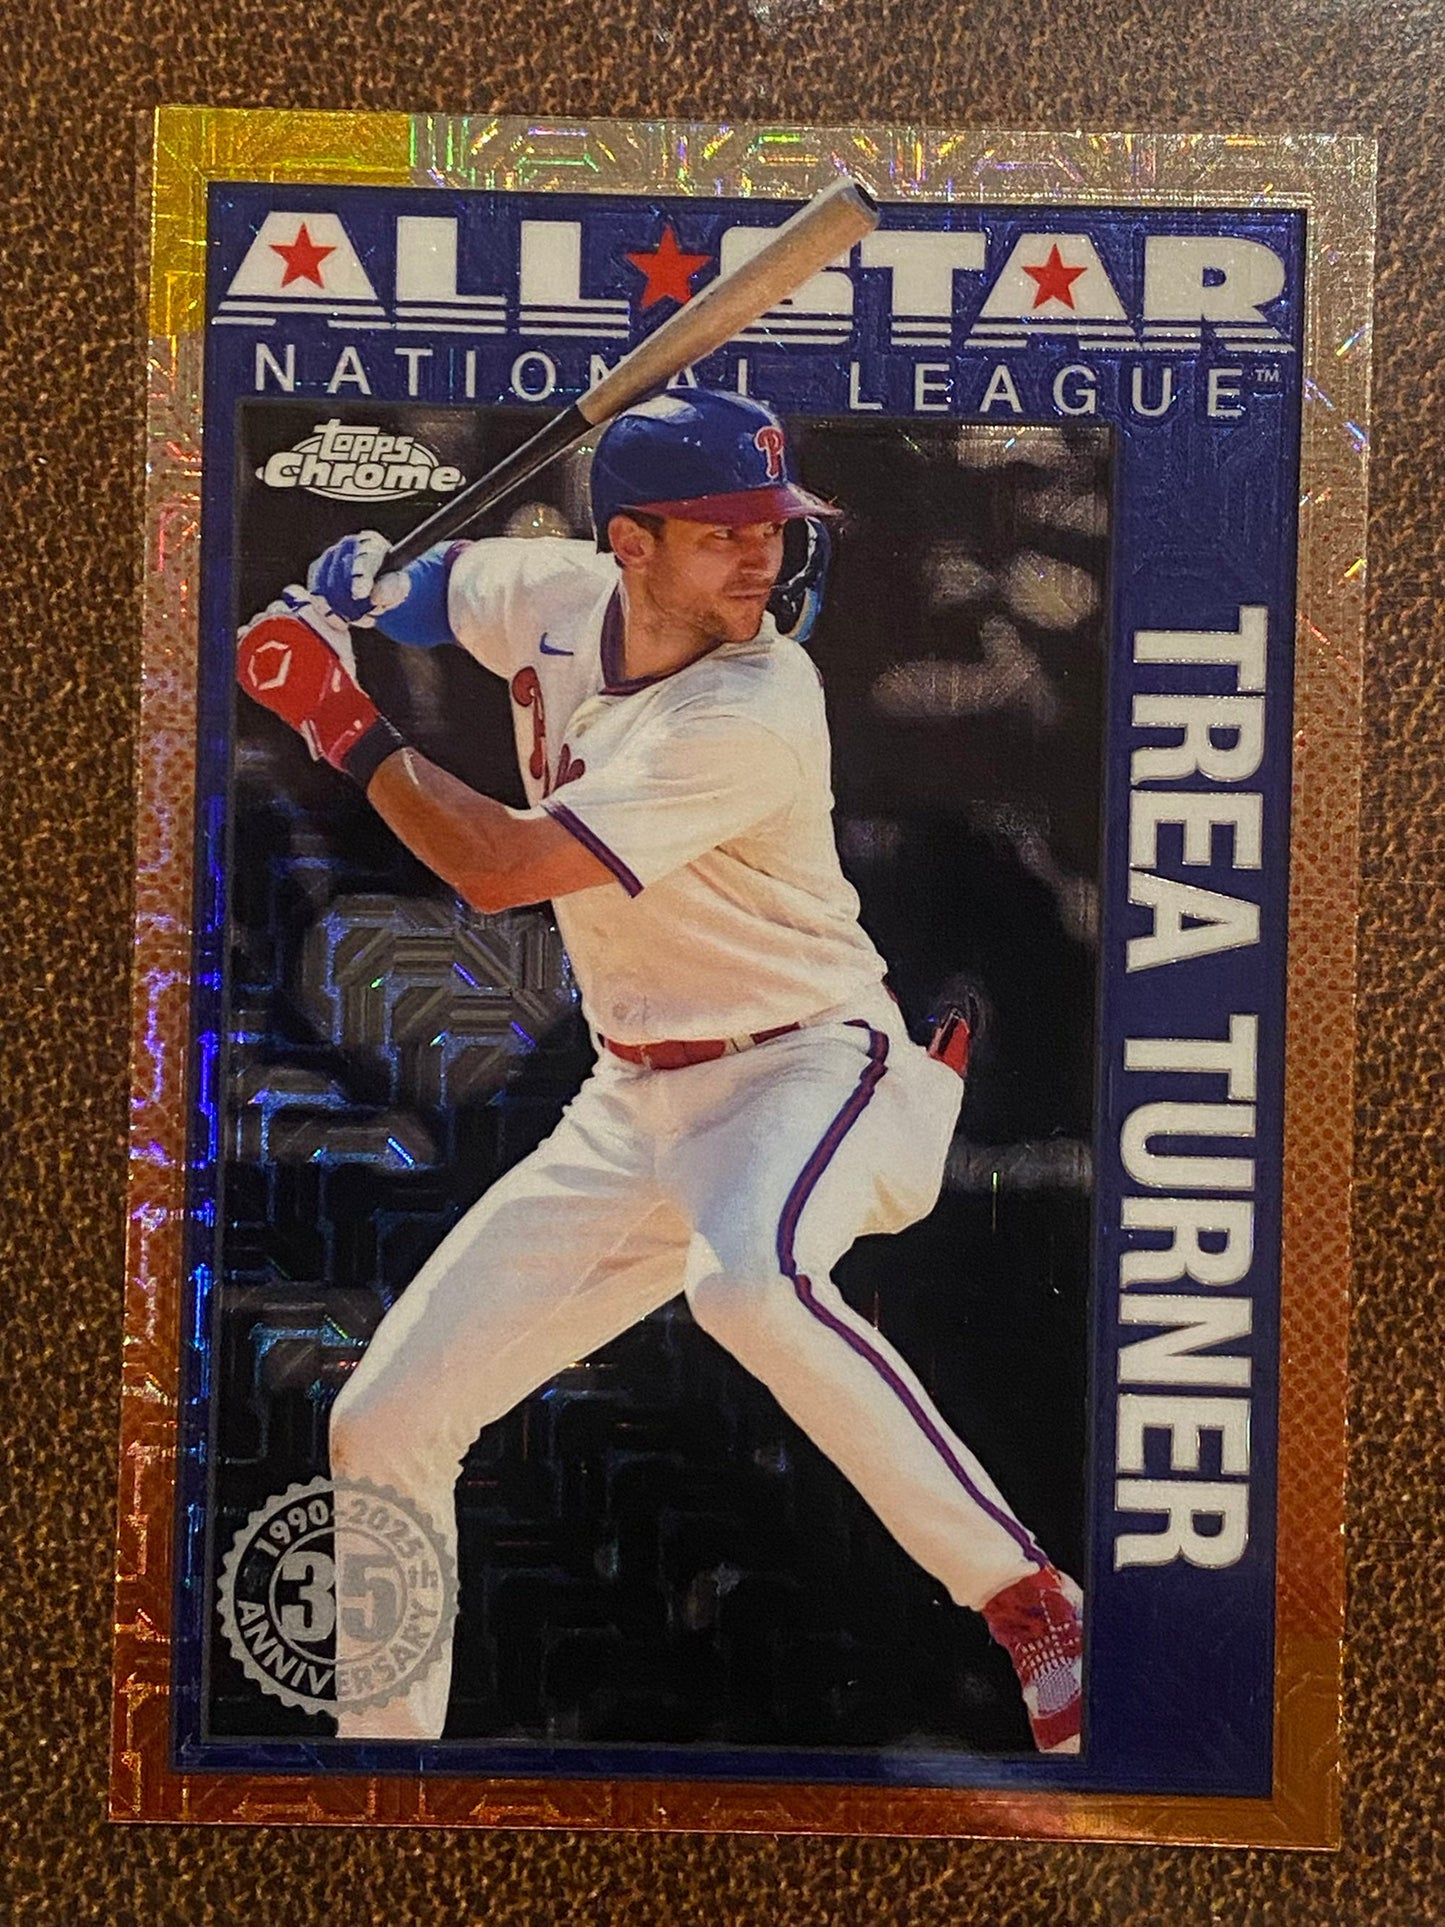 ALL★STAR
NATIONAL LEAGUE™
topps
Chrome
P
TREA TURNER
1990-2025
35th
ANNIVERSARY